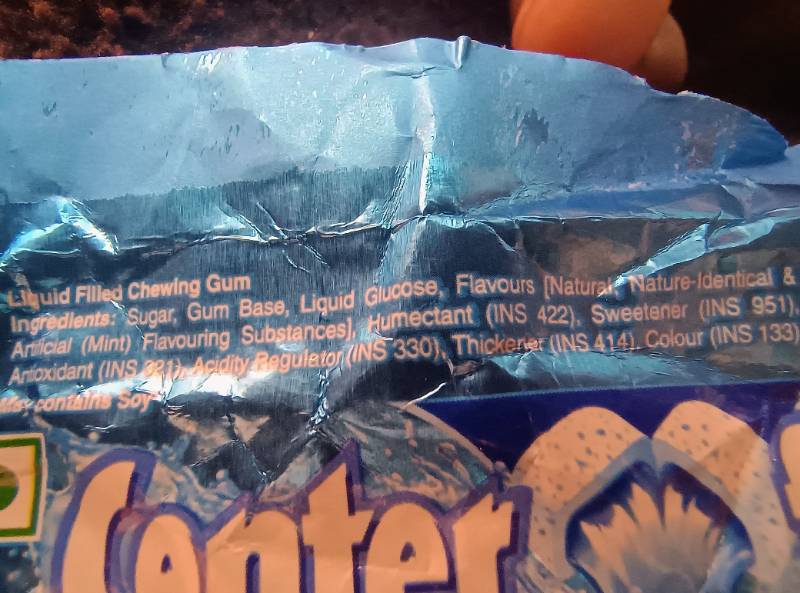 Liquid Filled Chewing Gum
Ingredients: Sugar, Gum Base, Liquid Glucose, Flavours [Natural, Nature-Identical &
Artificial (Mint) Flavouring Substances], Humectant (INS 422), Sweetener (INS 951),
Antioxidant (INS 321), Acidity Regulator (INS 330), Thickener (INS 414), Colour (INS 133)
May contains Soy
Center